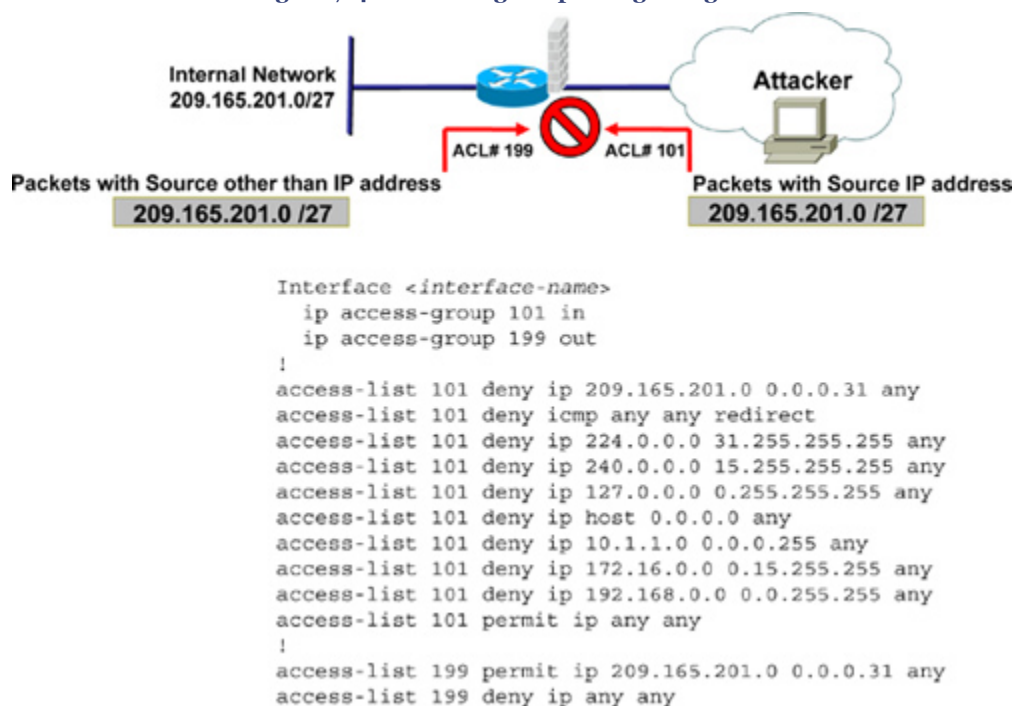 Internal Network
209.165.201.0/27
Attacker
ACL# 199
ACL# 101
Packets with Source other than IP address
209.165.201.0 /27
Packets with Source IP address
209.165.201.0 /27
Interface <interface-name>
ip access-group 101 in
ip access-group 199 out
!
access-list 101 deny ip 209.165.201.0 0.0.0.31 any
access-list 101 deny icmp any any redirect
access-list 101 deny ip 224.0.0.0 31.255.255.255 any
access-list 101 deny ip 240.0.0.0 15.255.255.255 any
access-list 101 deny ip 127.0.0.0 0.255.255.255 any
access-list 101 deny ip host 0.0.0.0 any
access-list 101 deny ip 10.1.1.0 0.0.0.255 any
access-list 101 deny ip 172.16.0.0 0.15.255.255 any
access-list 101 deny ip 192.168.0.0 0.0.255.255 any
access-list 101 permit ip any any
!
access-list 199 permit ip 209.165.201.0 0.0.0.31 any
access-list 199 deny ip any any